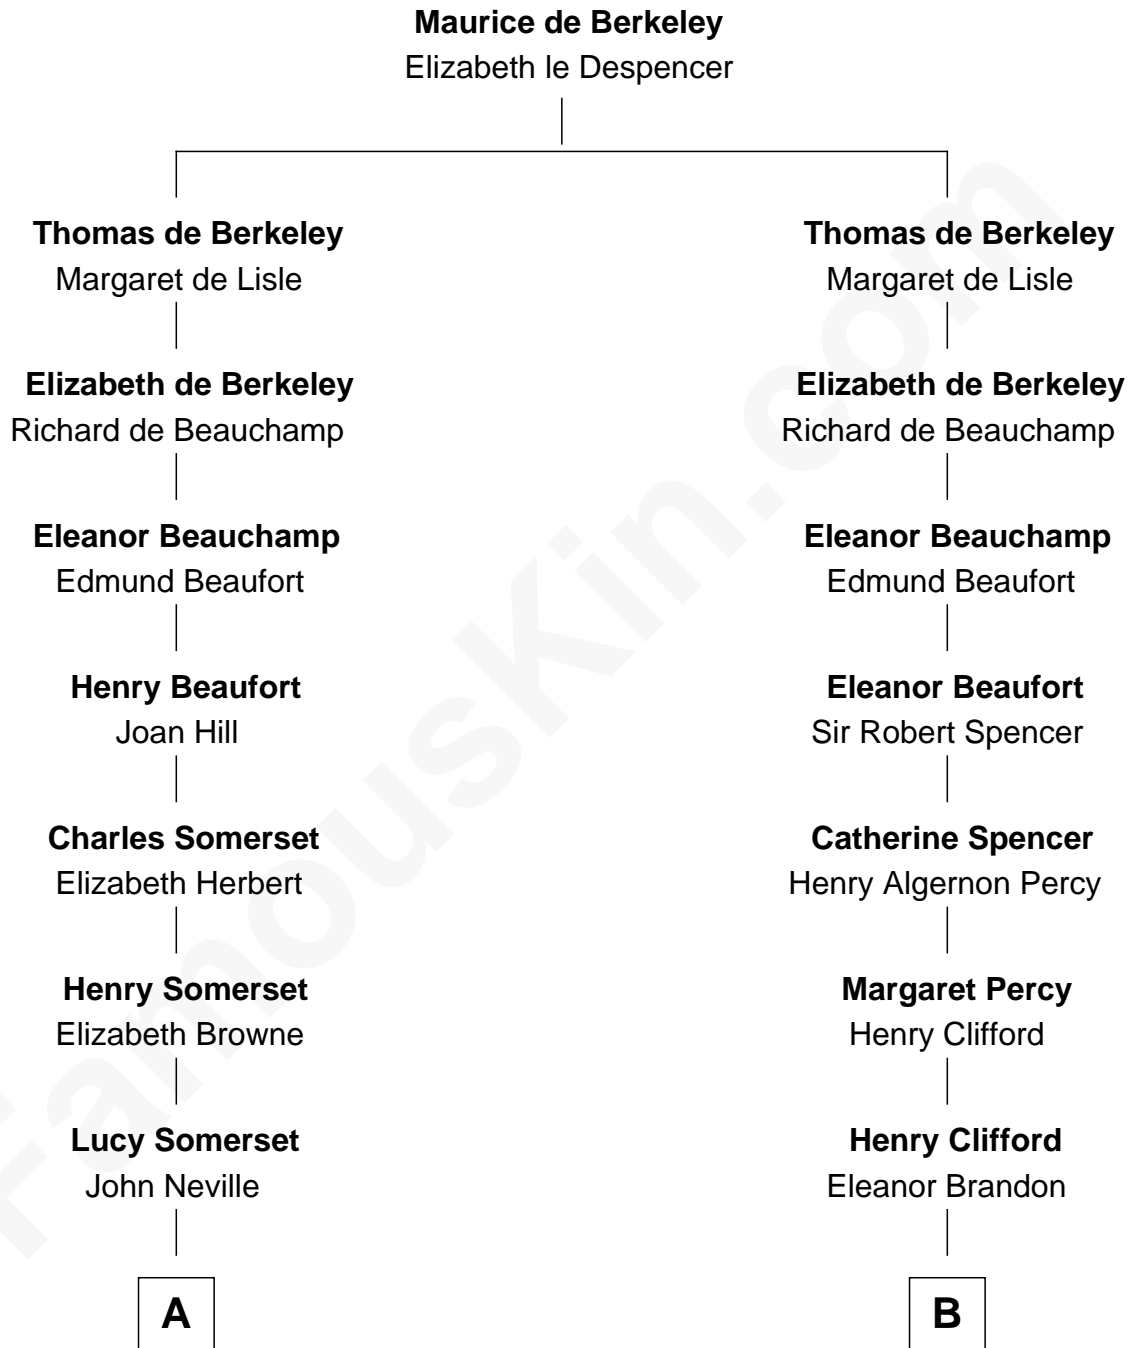 Maurice de Berkeley
Elizabeth le Despencer
Thomas de Berkeley
Margaret de Lisle
Thomas de Berkeley
Margaret de Lisle
Elizabeth de Berkeley
Richard de Beauchamp
Elizabeth de Berkeley
Richard de Beauchamp
Eleanor Beauchamp
Edmund Beaufort
Eleanor Beauchamp
Edmund Beaufort
Henry Beaufort
Joan Hill
Eleanor Beaufort
Sir Robert Spencer
Charles Somerset
Elizabeth Herbert
Catherine Spencer
Henry Algernon Percy
Henry Somerset
Elizabeth Browne
Margaret Percy
Henry Clifford
Lucy Somerset
John Neville
Henry Clifford
Eleanor Brandon
A
B
FamousKin.com